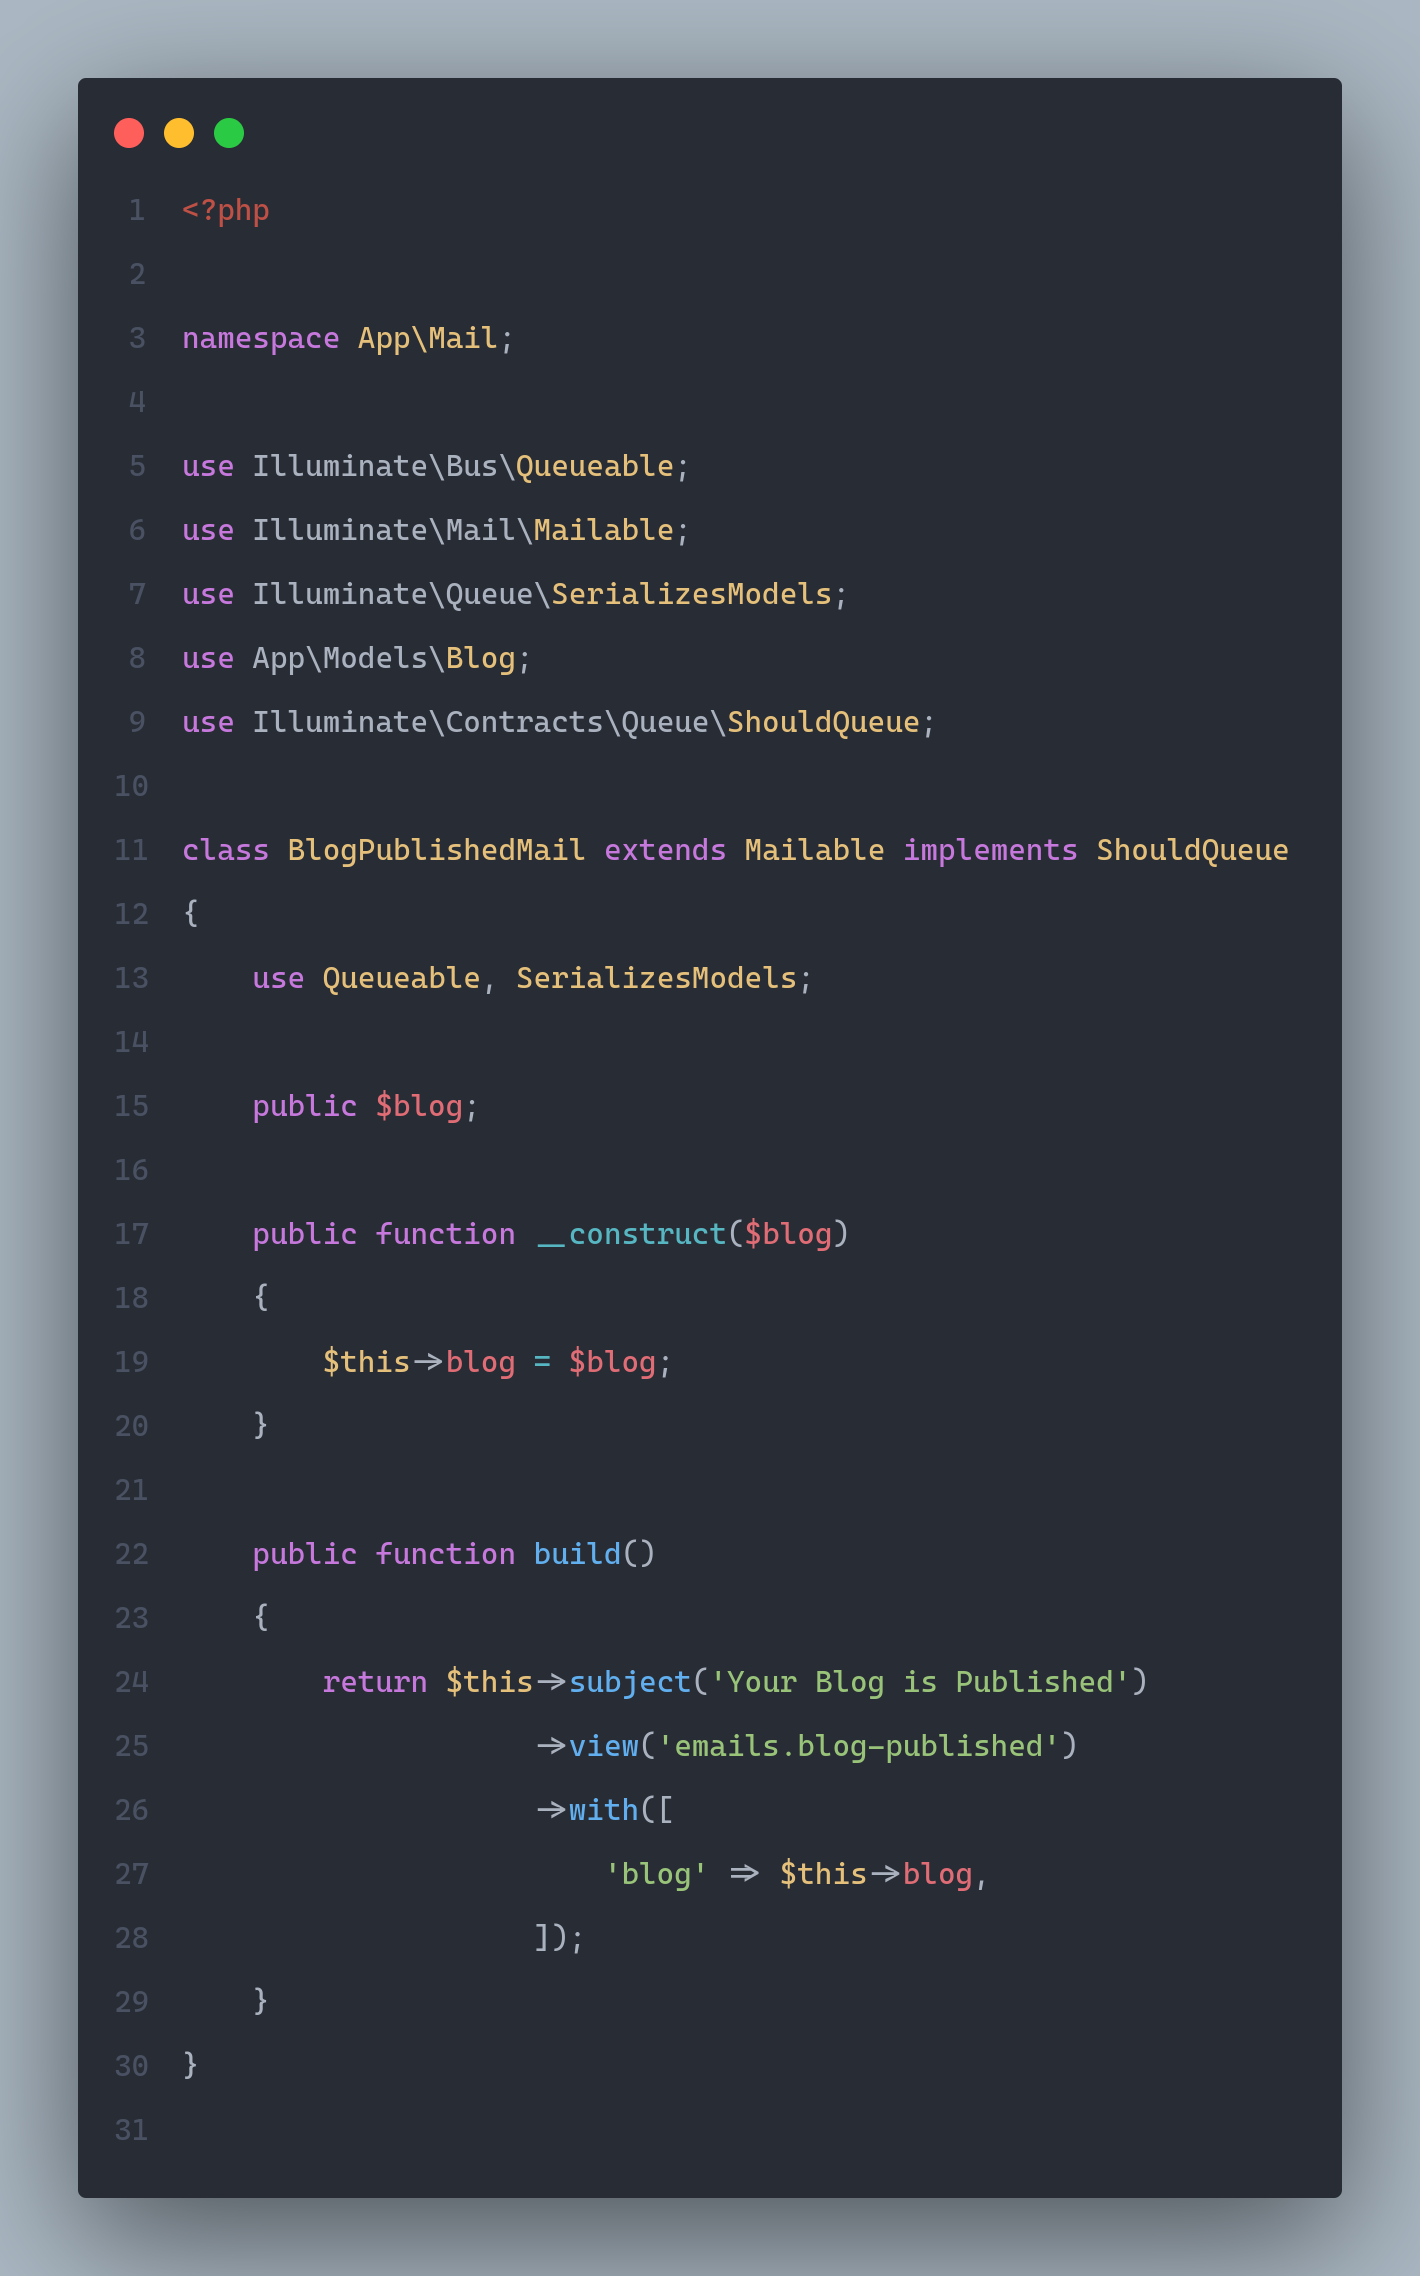 1 <?php
2
3 namespace App\Mail;
4
5 use Illuminate\Bus\Queueable;
6 use Illuminate\Mail\Mailable;
7 use Illuminate\Queue\SerializesModels;
8 use App\Models\Blog;
9 use Illuminate\Contracts\Queue\ShouldQueue;
10
11 class BlogPublishedMail extends Mailable implements ShouldQueue
12 {
13     use Queueable, SerializesModels;
14
15     public $blog;
16
17     public function __construct($blog)
18     {
19         $this->blog = $blog;
20     }
21
22     public function build()
23     {
24         return $this->subject('Your Blog is Published')
25                     ->view('emails.blog-published')
26                     ->with([
27                         'blog' => $this->blog,
28                     ]);
29     }
30 }
31